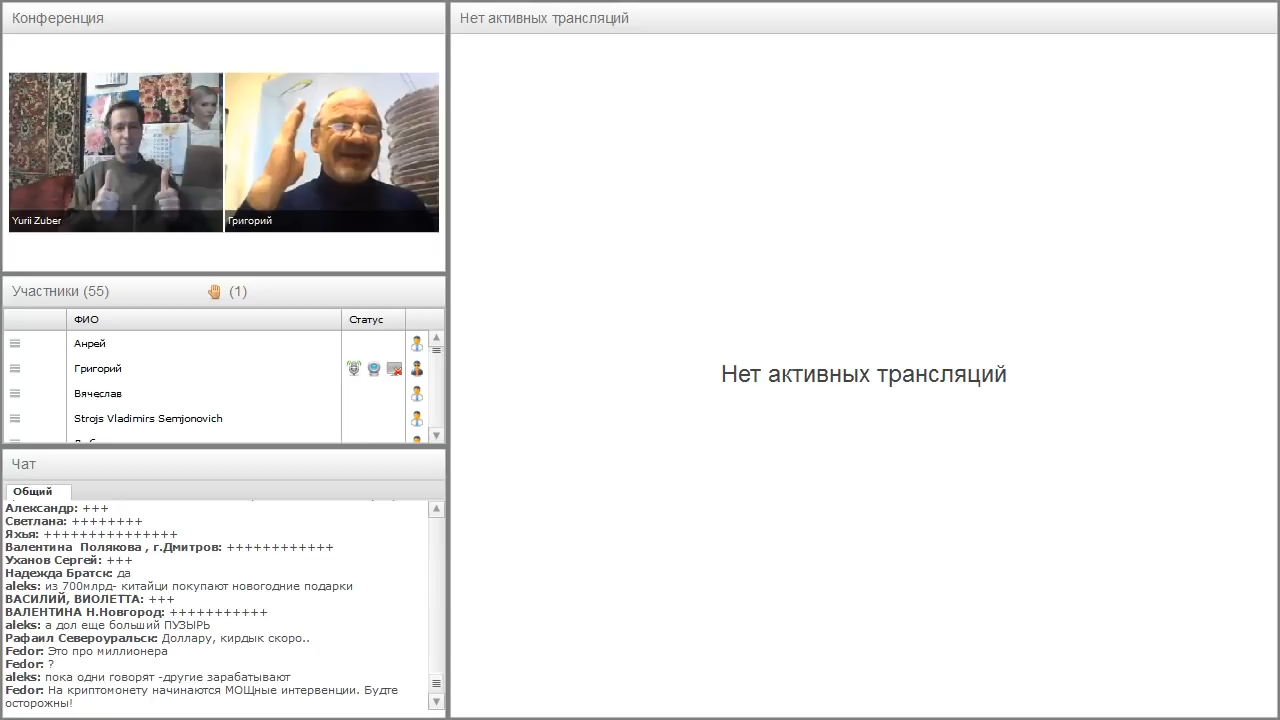 Конференция
Нет активных трансляций
Yurii Zuber
Григорий
Участники (55)
(1)
ФИО
Статус
Анрей
Григорий
Вячеслав
Strojs Vladimirs Semjonovich
Чат
Общий
Александр: +++
Светлана: ++++++++
Яхья: +++++++++++++++
Валентина Полякова , г.Дмитров: ++++++++++++
Уханов Сергей: +++
Надежда Братск: да
aleks: из 700млрд- китайци покупают новогодние подарки
ВАСИЛИЙ, ВИОЛЕТТА: +++
ВАЛЕНТИНА Н.Новгород: +++++++++++
aleks: а дол еще больший ПУЗЫРЬ
Рафаил Североуральск: Доллару, кирдык скоро..
Fedor: Это про миллионера
Fedor: ?
aleks: пока одни говорят -другие зарабатывают
Fedor: На криптомонету начинаются МОЩные интервенции. Будте
осторожны!
Нет активных трансляций